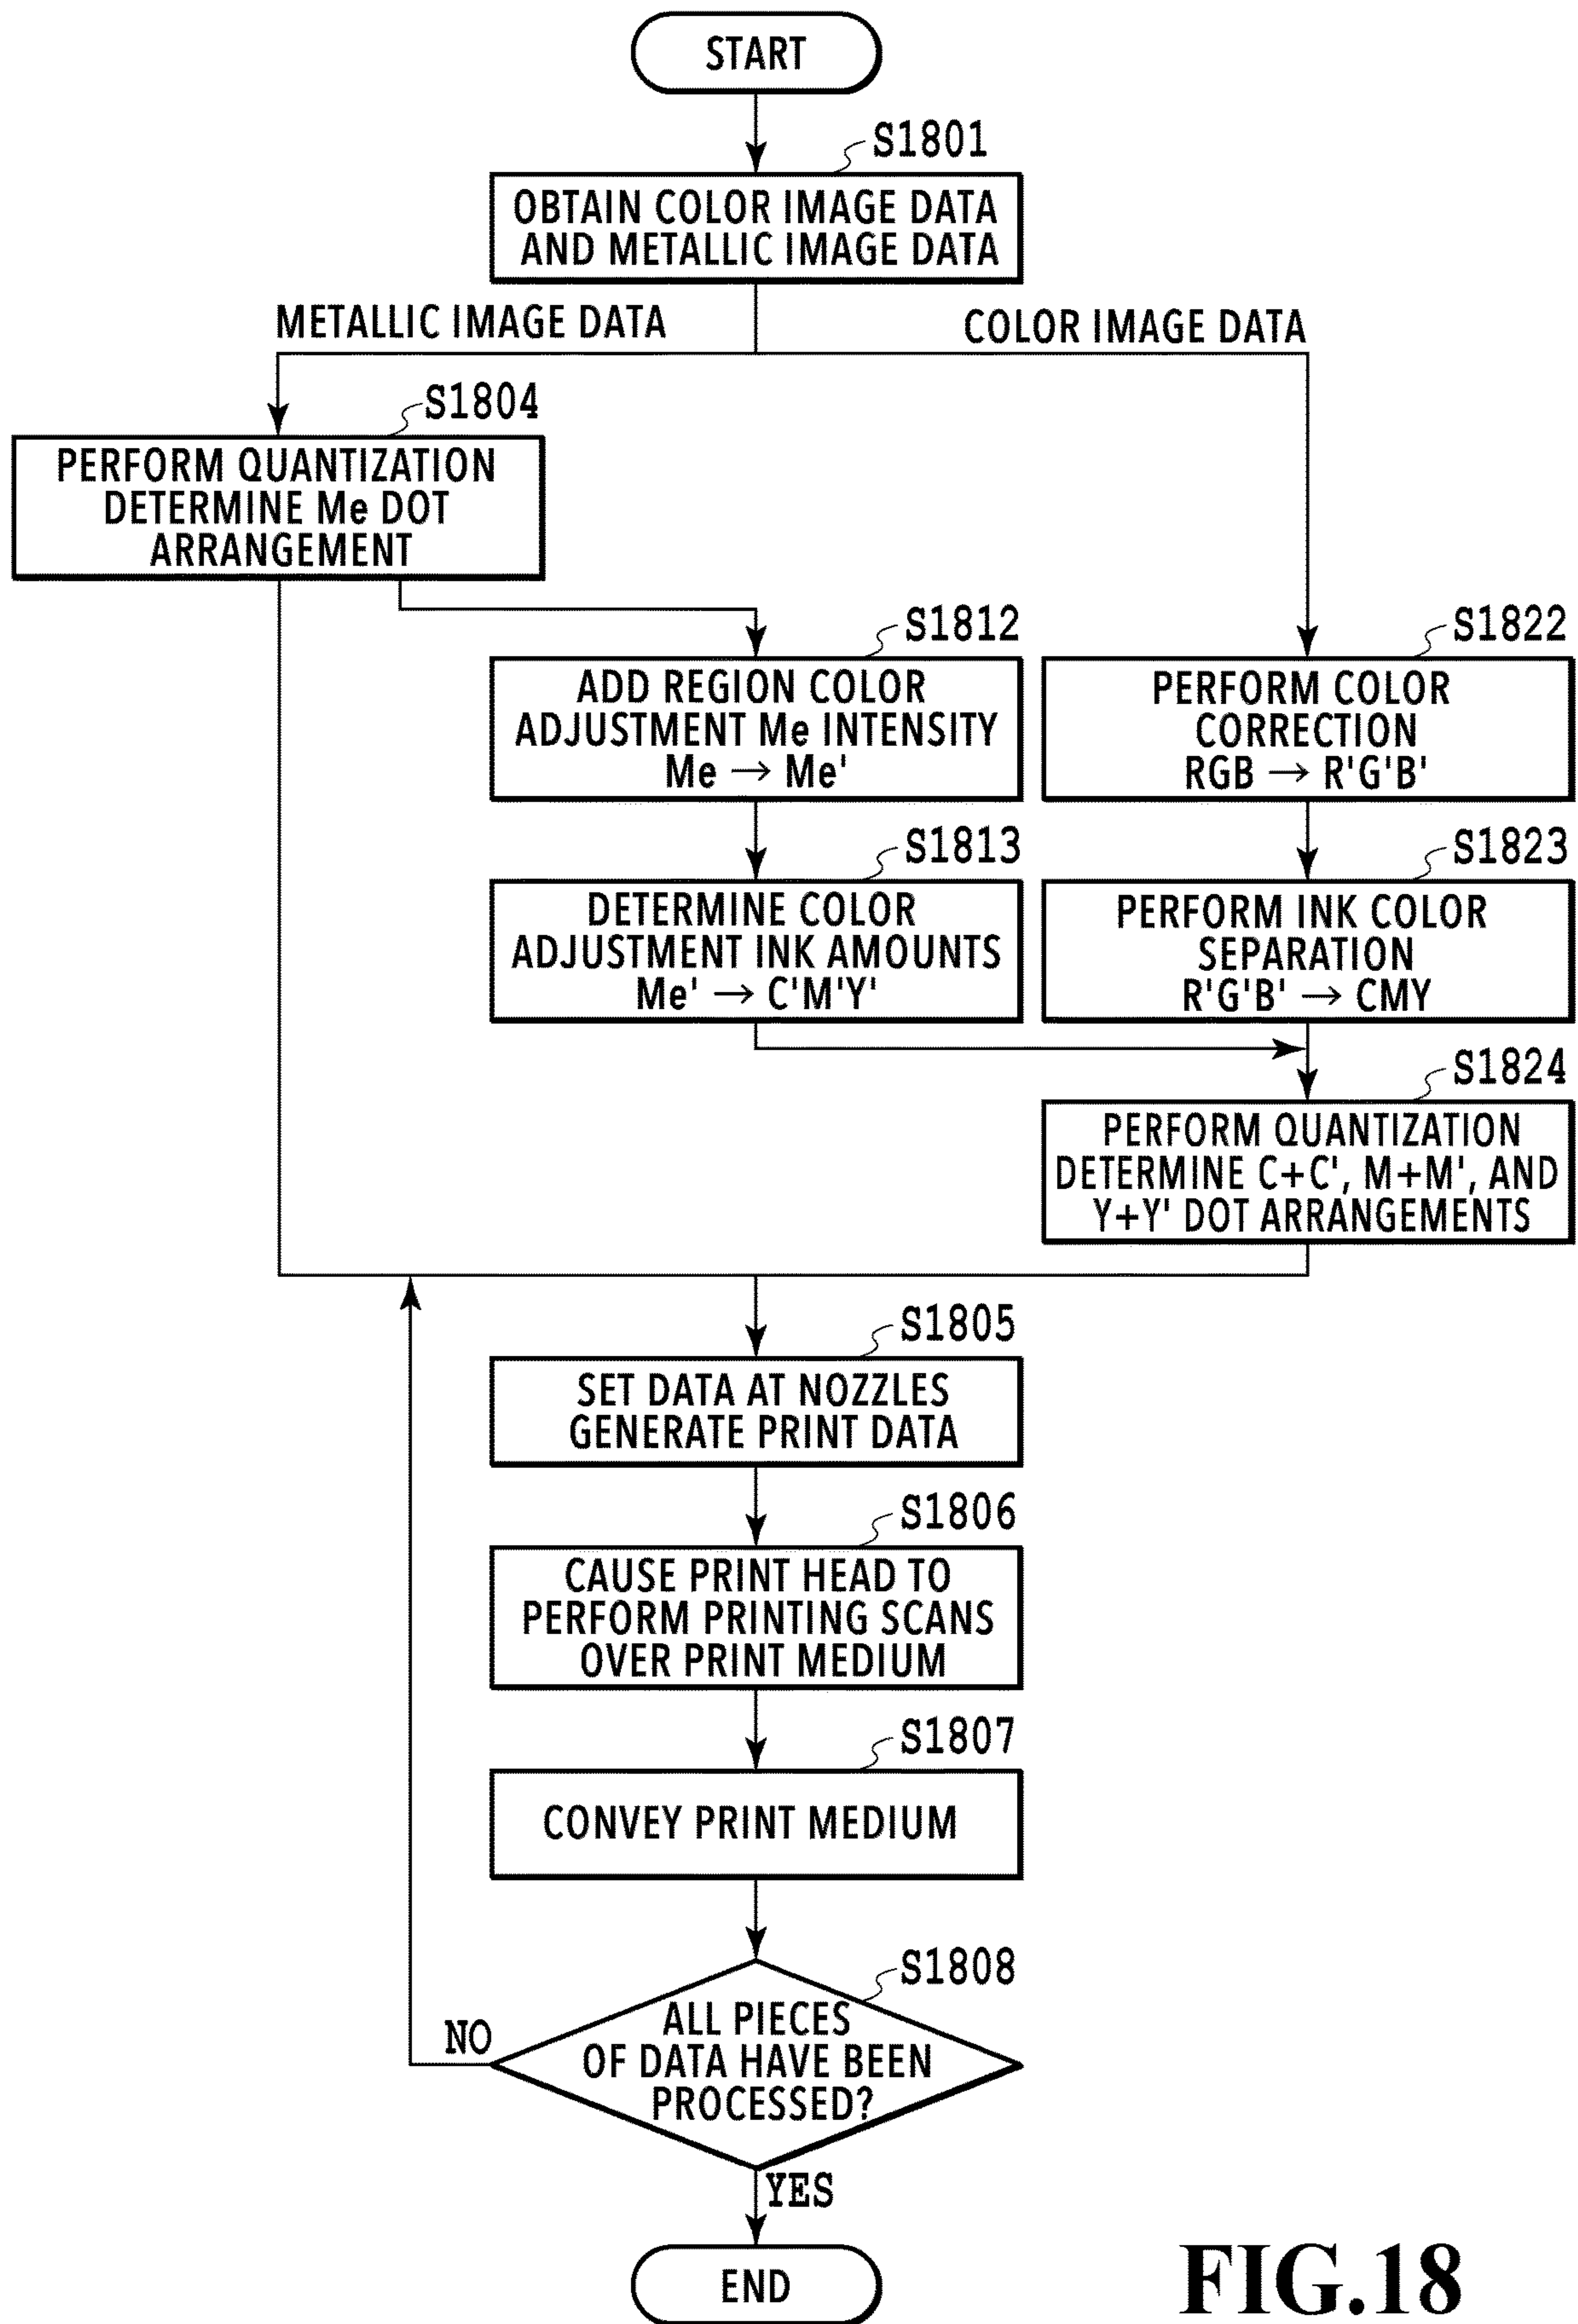 START
S1801
OBTAIN COLOR IMAGE DATA
AND METALLIC IMAGE DATA
METALLIC IMAGE DATA
COLOR IMAGE DATA
S1804
PERFORM QUANTIZATION
DETERMINE Me DOT
ARRANGEMENT
S1812
ADD REGION COLOR
ADJUSTMENT Me INTENSITY
Me → Me'
S1822
PERFORM COLOR
CORRECTION
RGB → R'G'B'
S1813
DETERMINE COLOR
ADJUSTMENT INK AMOUNTS
Me' → C'M'Y'
S1823
PERFORM INK COLOR
SEPARATION
R'G'B' → CMY
S1824
PERFORM QUANTIZATION
DETERMINE C+C', M+M', AND
Y+Y' DOT ARRANGEMENTS
S1805
SET DATA AT NOZZLES
GENERATE PRINT DATA
S1806
CAUSE PRINT HEAD TO
PERFORM PRINTING SCANS
OVER PRINT MEDIUM
S1807
CONVEY PRINT MEDIUM
S1808
ALL PIECES
OF DATA HAVE BEEN
PROCESSED?
NO
YES
END
FIG.18